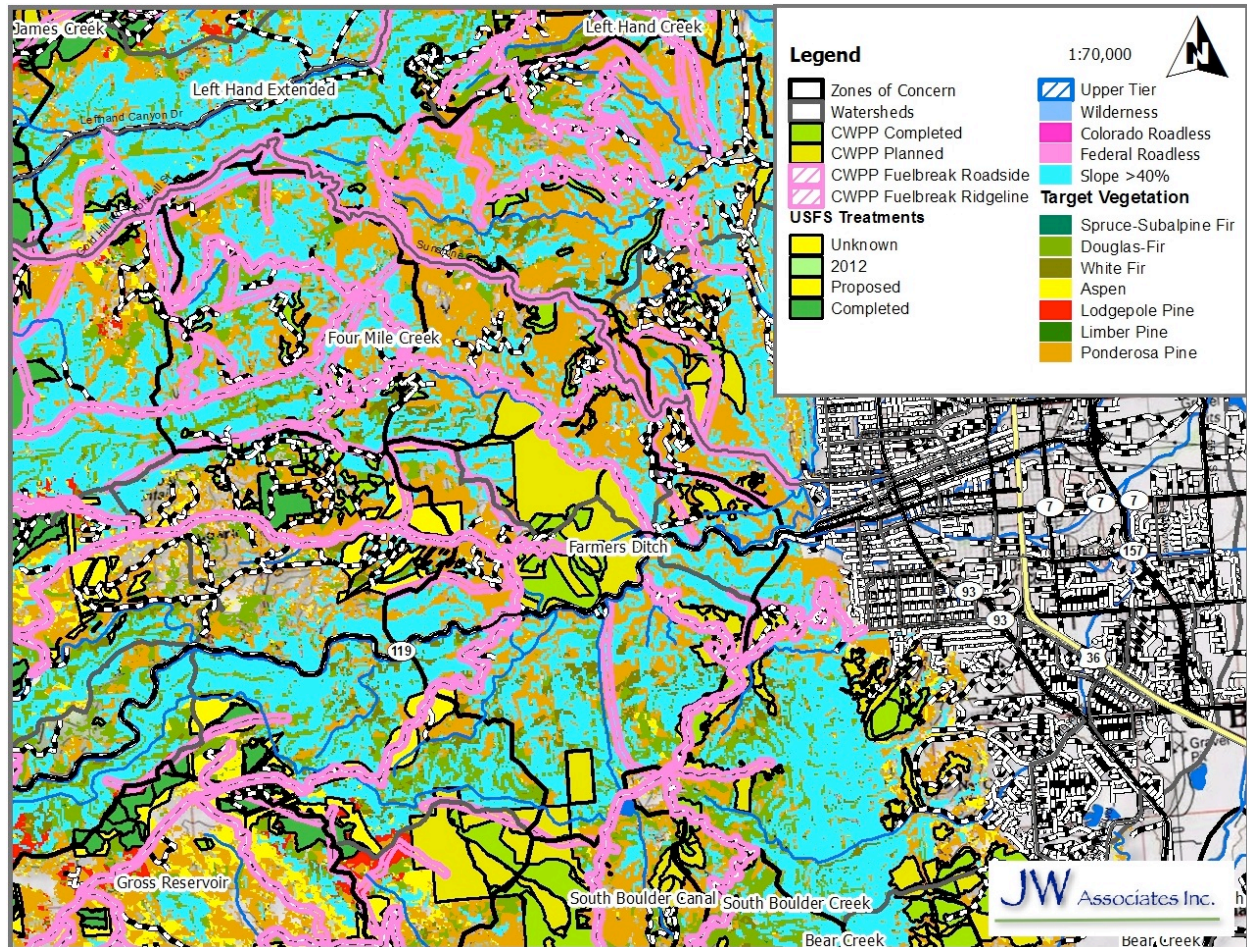 James Creek
Left Hand Creek
Left Hand Extended
Lefthand Canyon Dr
Four Mile Creek
Farmers Ditch
Gross Reservoir
South Boulder Canal
South Boulder Creek
Bear Creek
Bear Creek
119
7
7
7
157
93
93
36
Legend
1:70,000
N
Zones of Concern
Watersheds
CWPP Completed
CWPP Planned
CWPP Fuelbreak Roadside
CWPP Fuelbreak Ridgeline
USFS Treatments
Unknown
2012
Proposed
Completed
Upper Tier
Wilderness
Colorado Roadless
Federal Roadless
Slope >40%
Target Vegetation
Spruce-Subalpine Fir
Douglas-Fir
White Fir
Aspen
Lodgepole Pine
Limber Pine
Ponderosa Pine
JW Associates Inc.